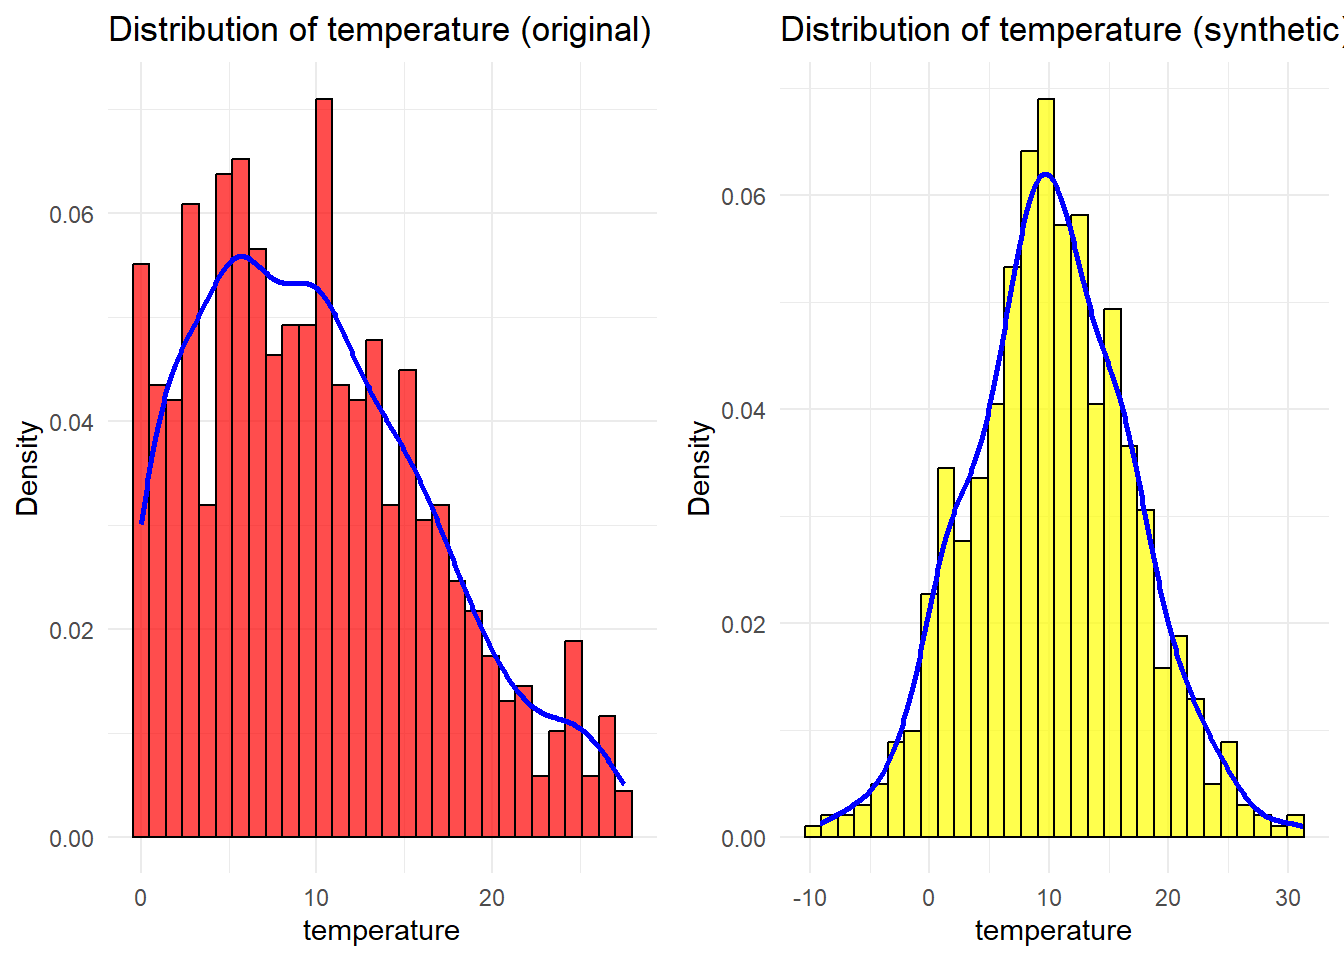 Distribution of temperature (original)
Density
0.06
0.04
0.02
0.00
0 10 20
temperature
Distribution of temperature (synthetic)
Density
0.06
0.04
0.02
0.00
-10 0 10 20 30
temperature